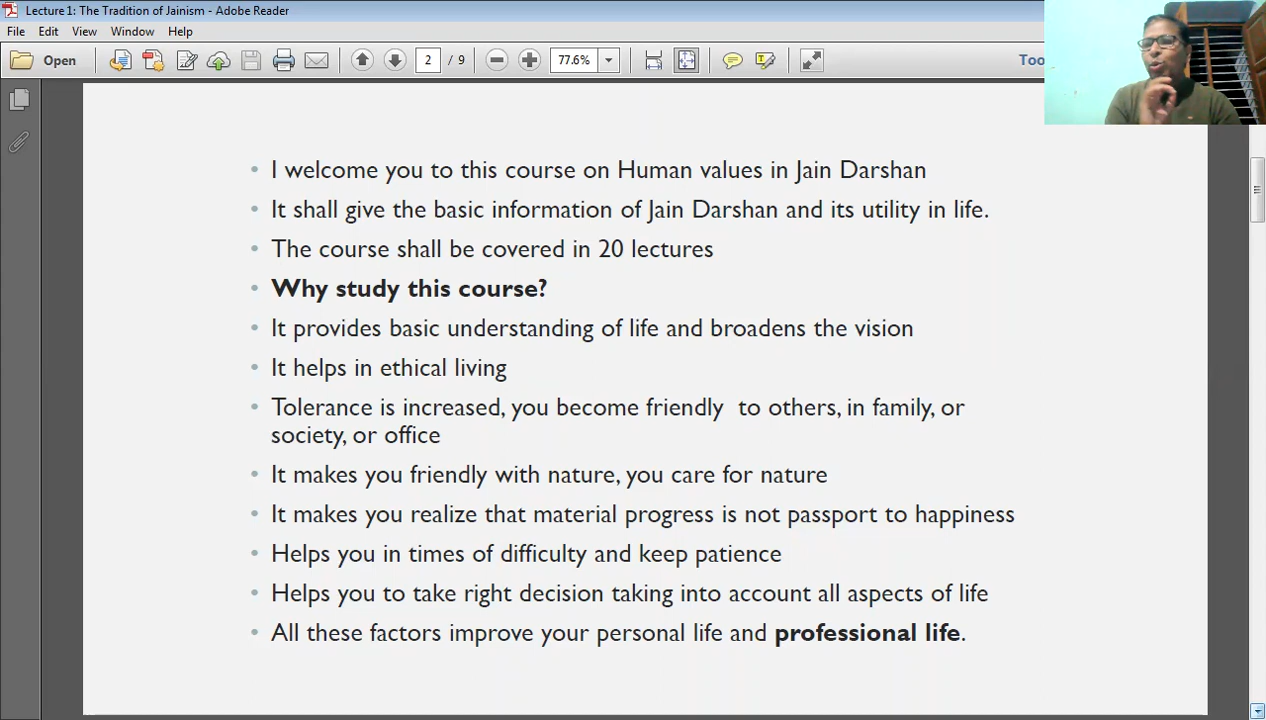 Lecture 1: The Tradition of Jainism - Adobe Reader
File Edit View Window Help
Open 2 / 9 77.6% Too
• I welcome you to this course on Human values in Jain Darshan
• It shall give the basic information of Jain Darshan and its utility in life.
• The course shall be covered in 20 lectures
• Why study this course?
• It provides basic understanding of life and broadens the vision
• It helps in ethical living
• Tolerance is increased, you become friendly to others, in family, or
society, or office
• It makes you friendly with nature, you care for nature
• It makes you realize that material progress is not passport to happiness
• Helps you in times of difficulty and keep patience
• Helps you to take right decision taking into account all aspects of life
• All these factors improve your personal life and professional life.